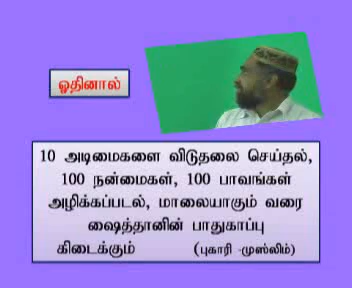 ஓதினால்
10 அடிமைகளை விடுதலை செய்தல்,
100 நன்மைகள், 100 பாவங்கள்
அழிக்கப்படல், மாலையாகும் வரை
ஷைத்தானின் பாதுகாப்பு
கிடைக்கும் (புகாரி -முஸ்லிம்)